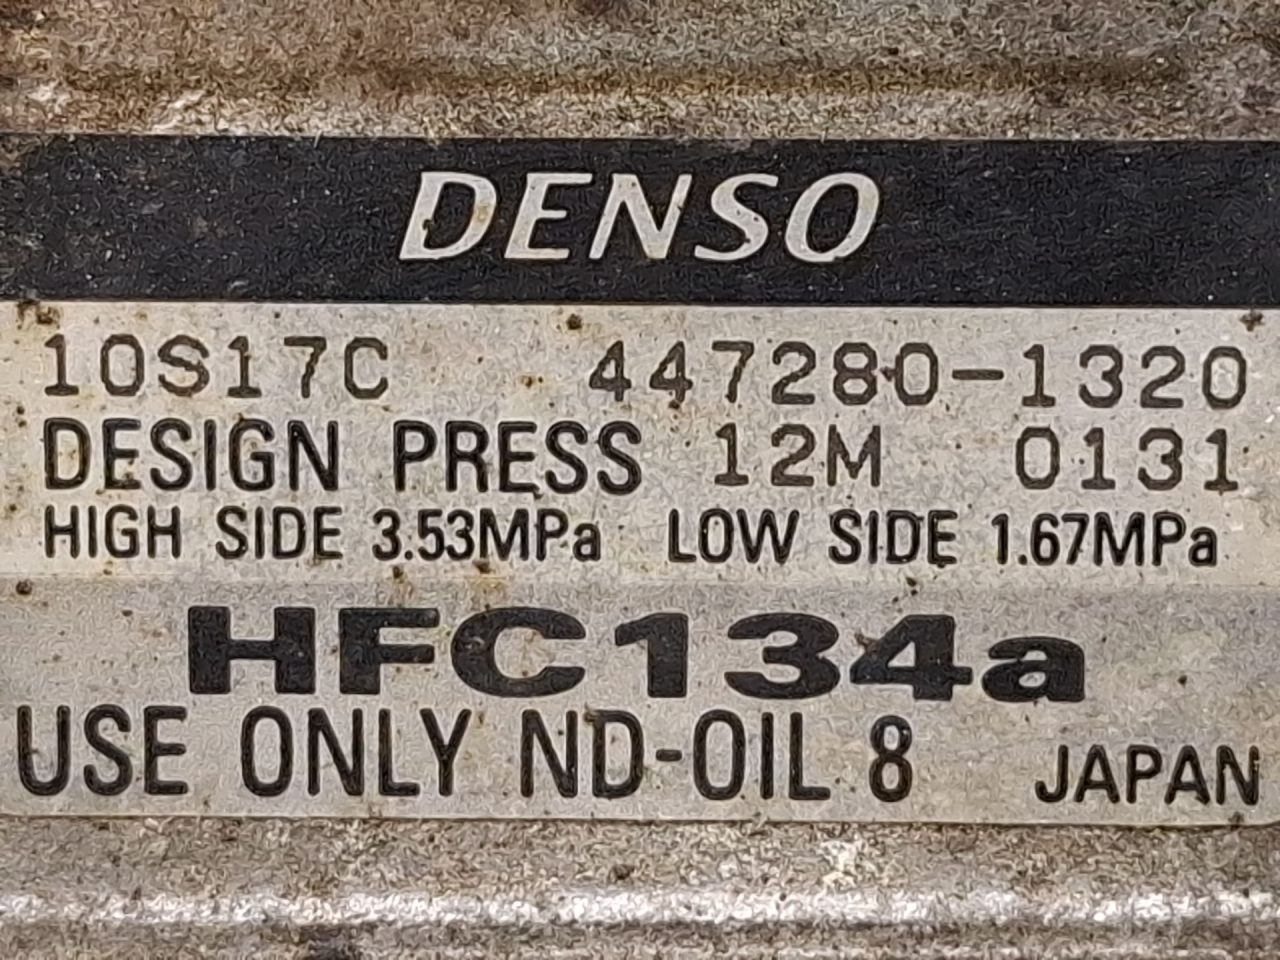 DENSO
10S17C 447280-1320
DESIGN PRESS 12M 0131
HIGH SIDE 3.53MPa LOW SIDE 1.67MPa
HFC134a
USE ONLY ND-OIL 8 JAPAN